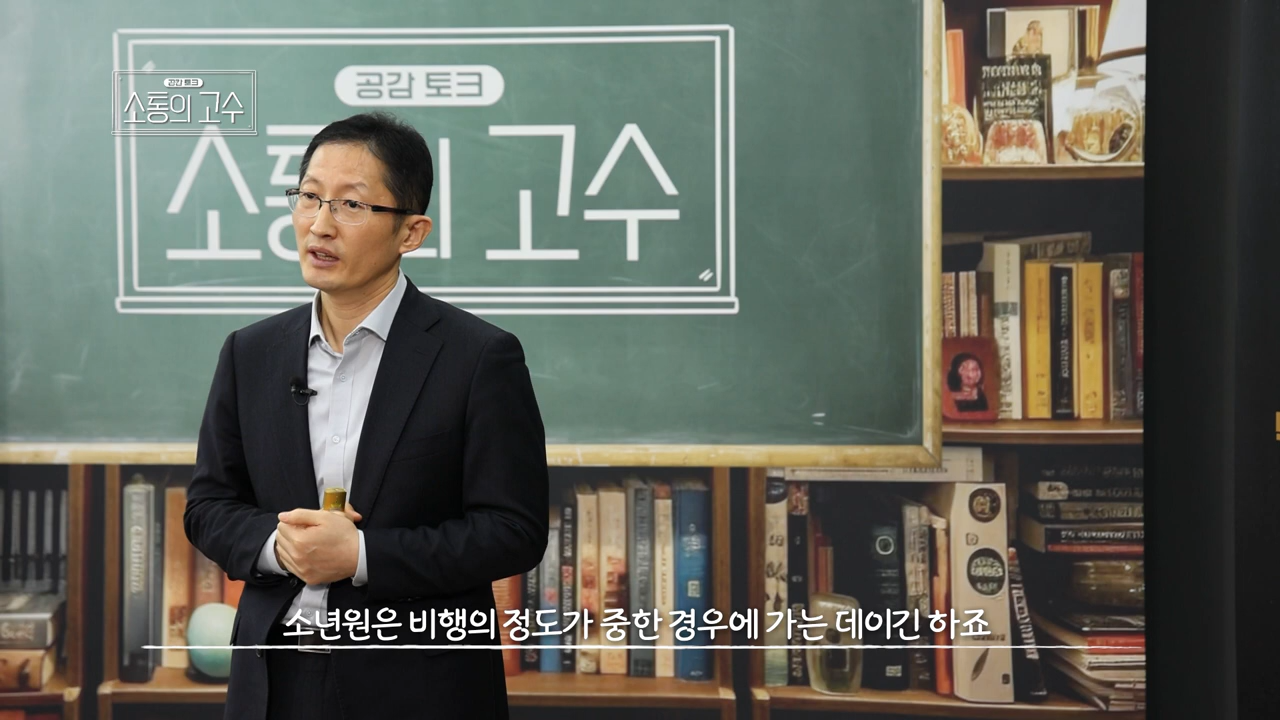 공감 토크
소통의 고수
공감 토크
소통의 고수
소년원은 비행의 정도가 중한 경우에 가는 데이긴 하죠